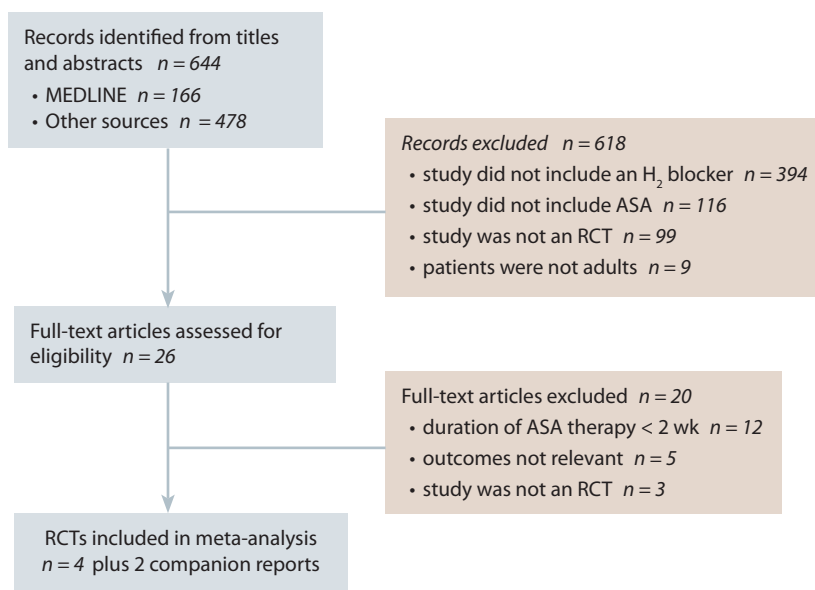 Records identified from titles
and abstracts n = 644
• MEDLINE n = 166
• Other sources n = 478
Records excluded n = 618
• study did not include an H₂ blocker n = 394
• study did not include ASA n = 116
• study was not an RCT n = 99
• patients were not adults n = 9
Full-text articles assessed for
eligibility n = 26
Full-text articles excluded n = 20
• duration of ASA therapy < 2 wk n = 12
• outcomes not relevant n = 5
• study was not an RCT n = 3
RCTs included in meta-analysis
n = 4 plus 2 companion reports